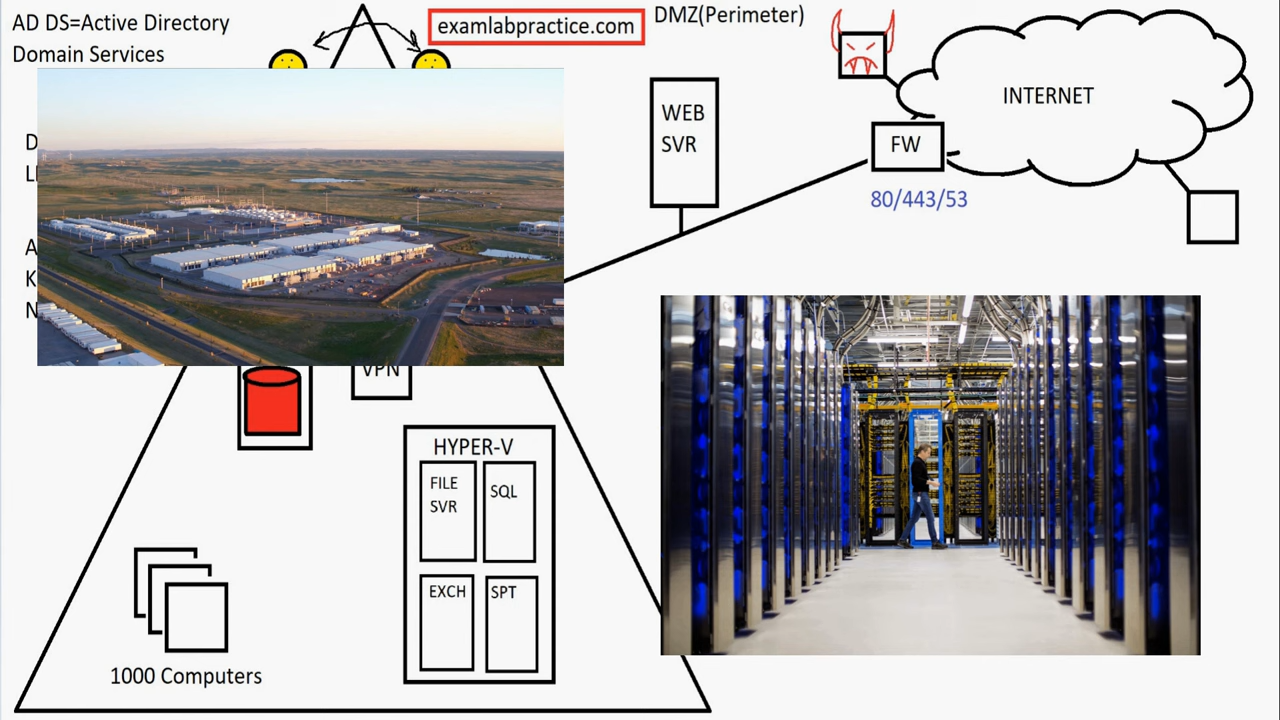 AD DS=Active Directory
Domain Services
examlabpractice.com
DMZ(Perimeter)
INTERNET
WEB
SVR
FW
80/443/53
D
A
K
N
VPN
HYPER-V
FILE
SVR
SQL
EXCH
SPT
1000 Computers